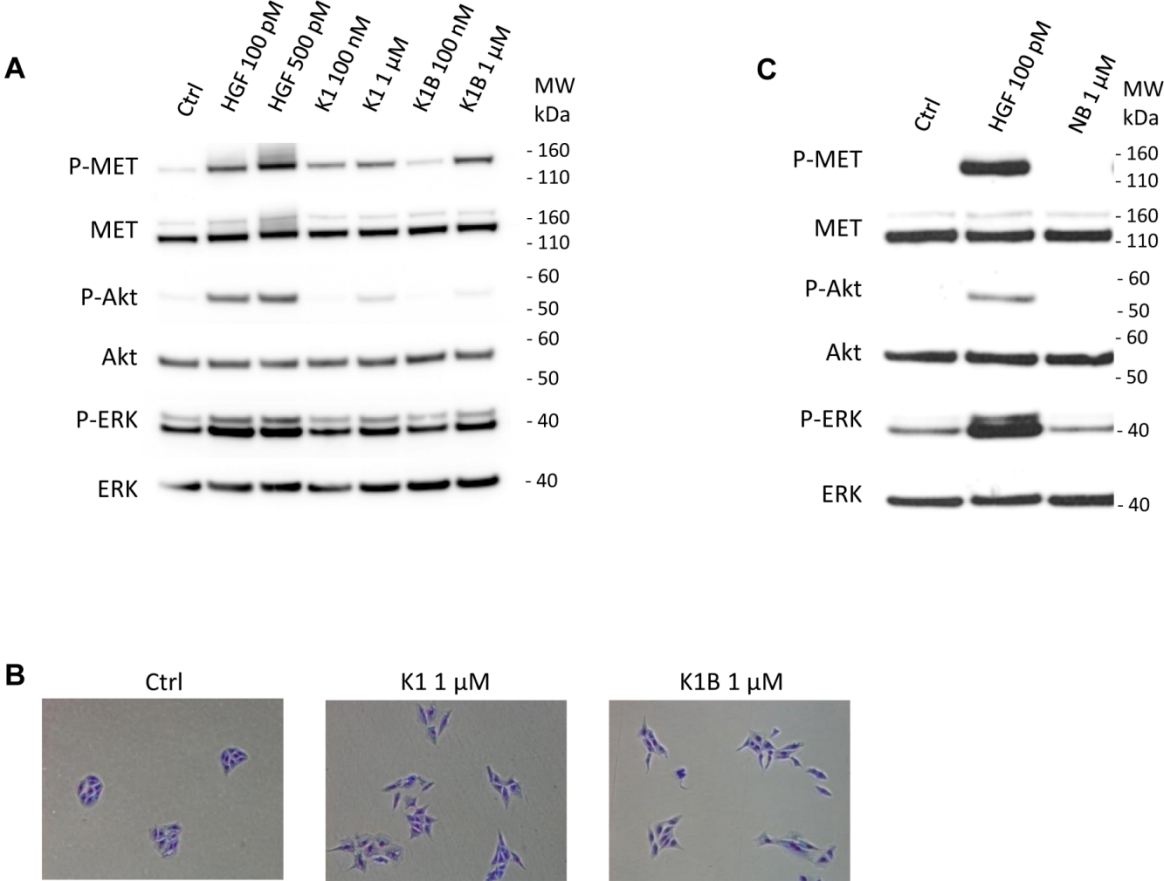 A
Ctrl
HGF 100 pM
HGF 500 pM
K1 100 nM
K1 1 µM
K1B 100 nM
K1B 1 µM
MW
kDa
P-MET
- 160
- 110
MET
- 160
- 110
P-Akt
- 60
- 50
Akt
- 60
- 50
P-ERK
- 40
ERK
- 40
C
Ctrl
HGF 100 pM
NB 1 µM
MW
kDa
P-MET
- 160
- 110
MET
- 160
- 110
P-Akt
- 60
- 50
Akt
- 60
- 50
P-ERK
- 40
ERK
- 40
B
Ctrl
K1 1 µM
K1B 1 µM